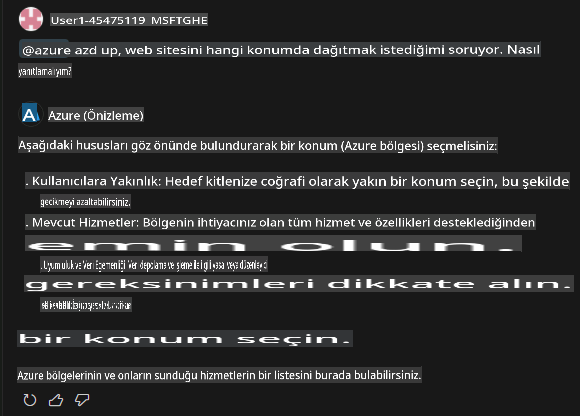 User1-45475119_MSFTGHE
@azure azd up, web sitesini hangi konumda dağıtmak istediğimi soruyor. Nasıl
yanıtlamalıyım?
Azure (Önizleme)
Aşağıdaki hususları göz önünde bulundurarak bir konum (Azure bölgesi) seçmelisiniz:
. Kullanıcılara Yakınlık: Hedef kitlenize coğrafi olarak yakın bir konum seçin, bu şekilde
gecikmeyi azaltabilirsiniz.
. Mevcut Hizmetler: Bölgenin ihtiyacınız olan tüm hizmet ve özellikleri desteklediğinden
emin olun.
. Uyumluluk ve Veri Egemenliği: Veri depolama ve işleme ile ilgili yasal veya düzenleyici
gereksinimleri dikkate alın.
bir konum seçin.
Azure bölgelerinin ve onların sunduğu hizmetlerin bir listesini burada bulabilirsiniz.